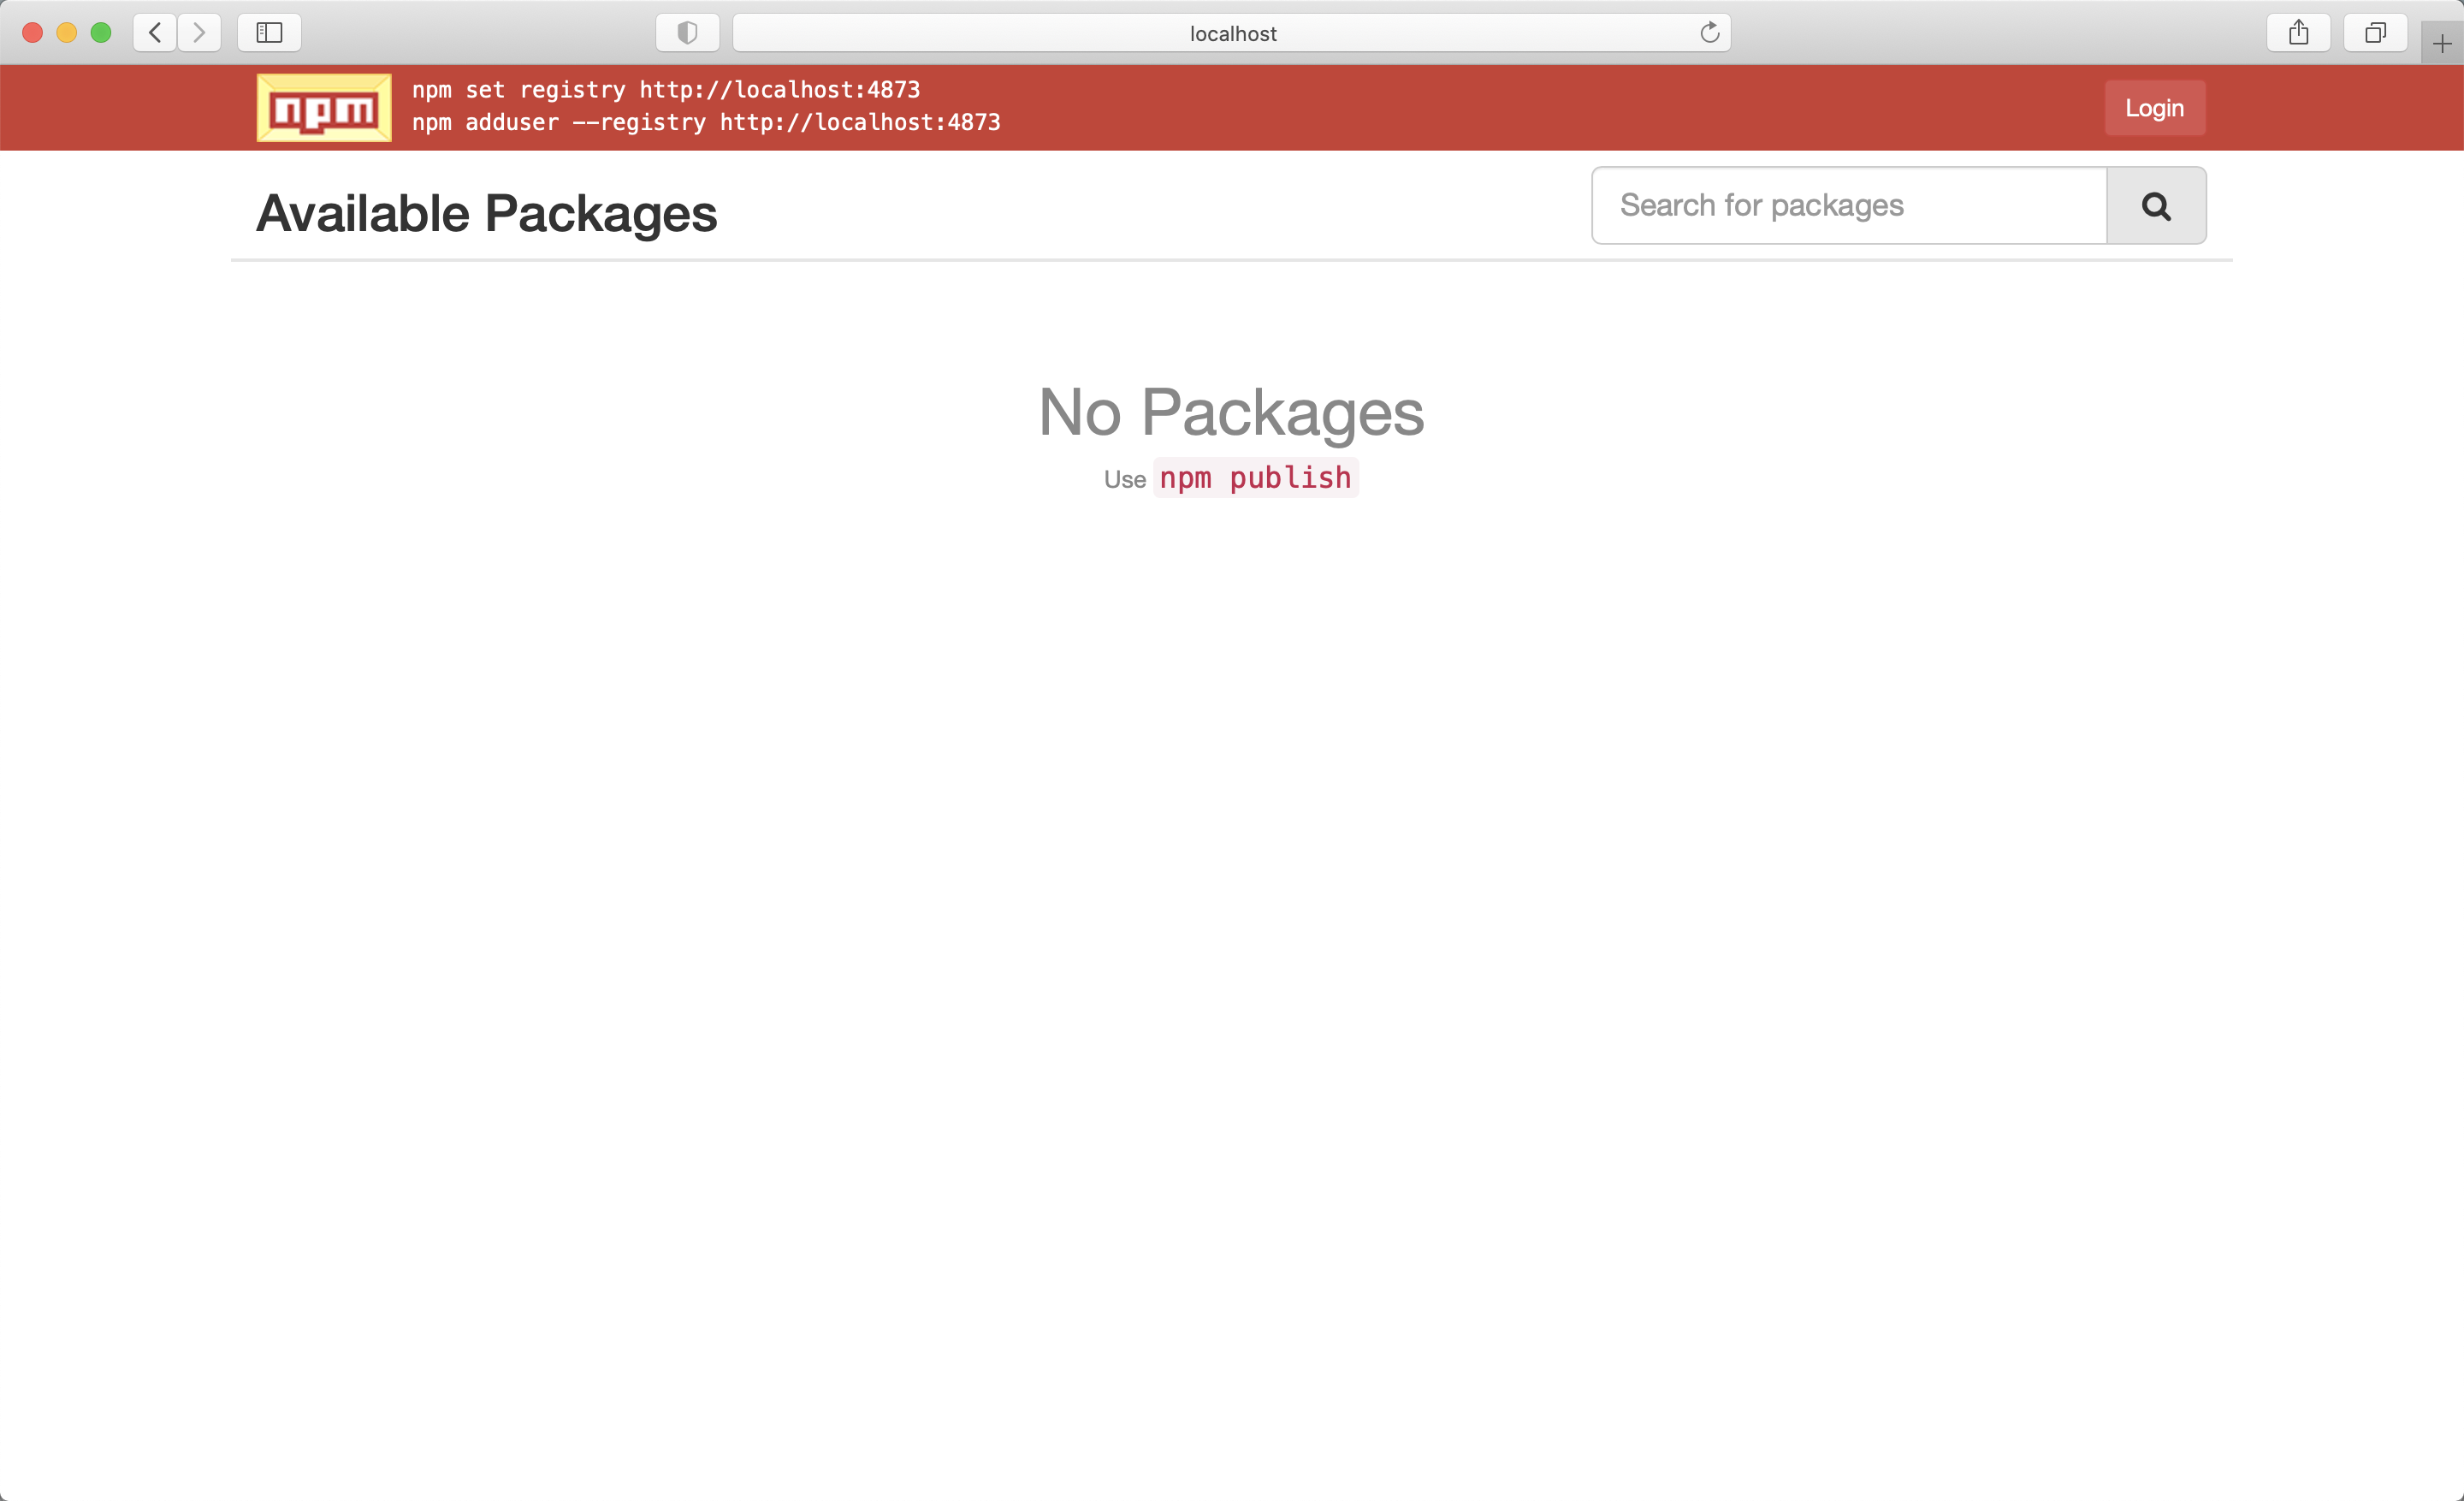 localhost
npm
npm set registry http://localhost:4873
npm adduser --registry http://localhost:4873
Login
Available Packages
Search for packages
No Packages
Use npm publish